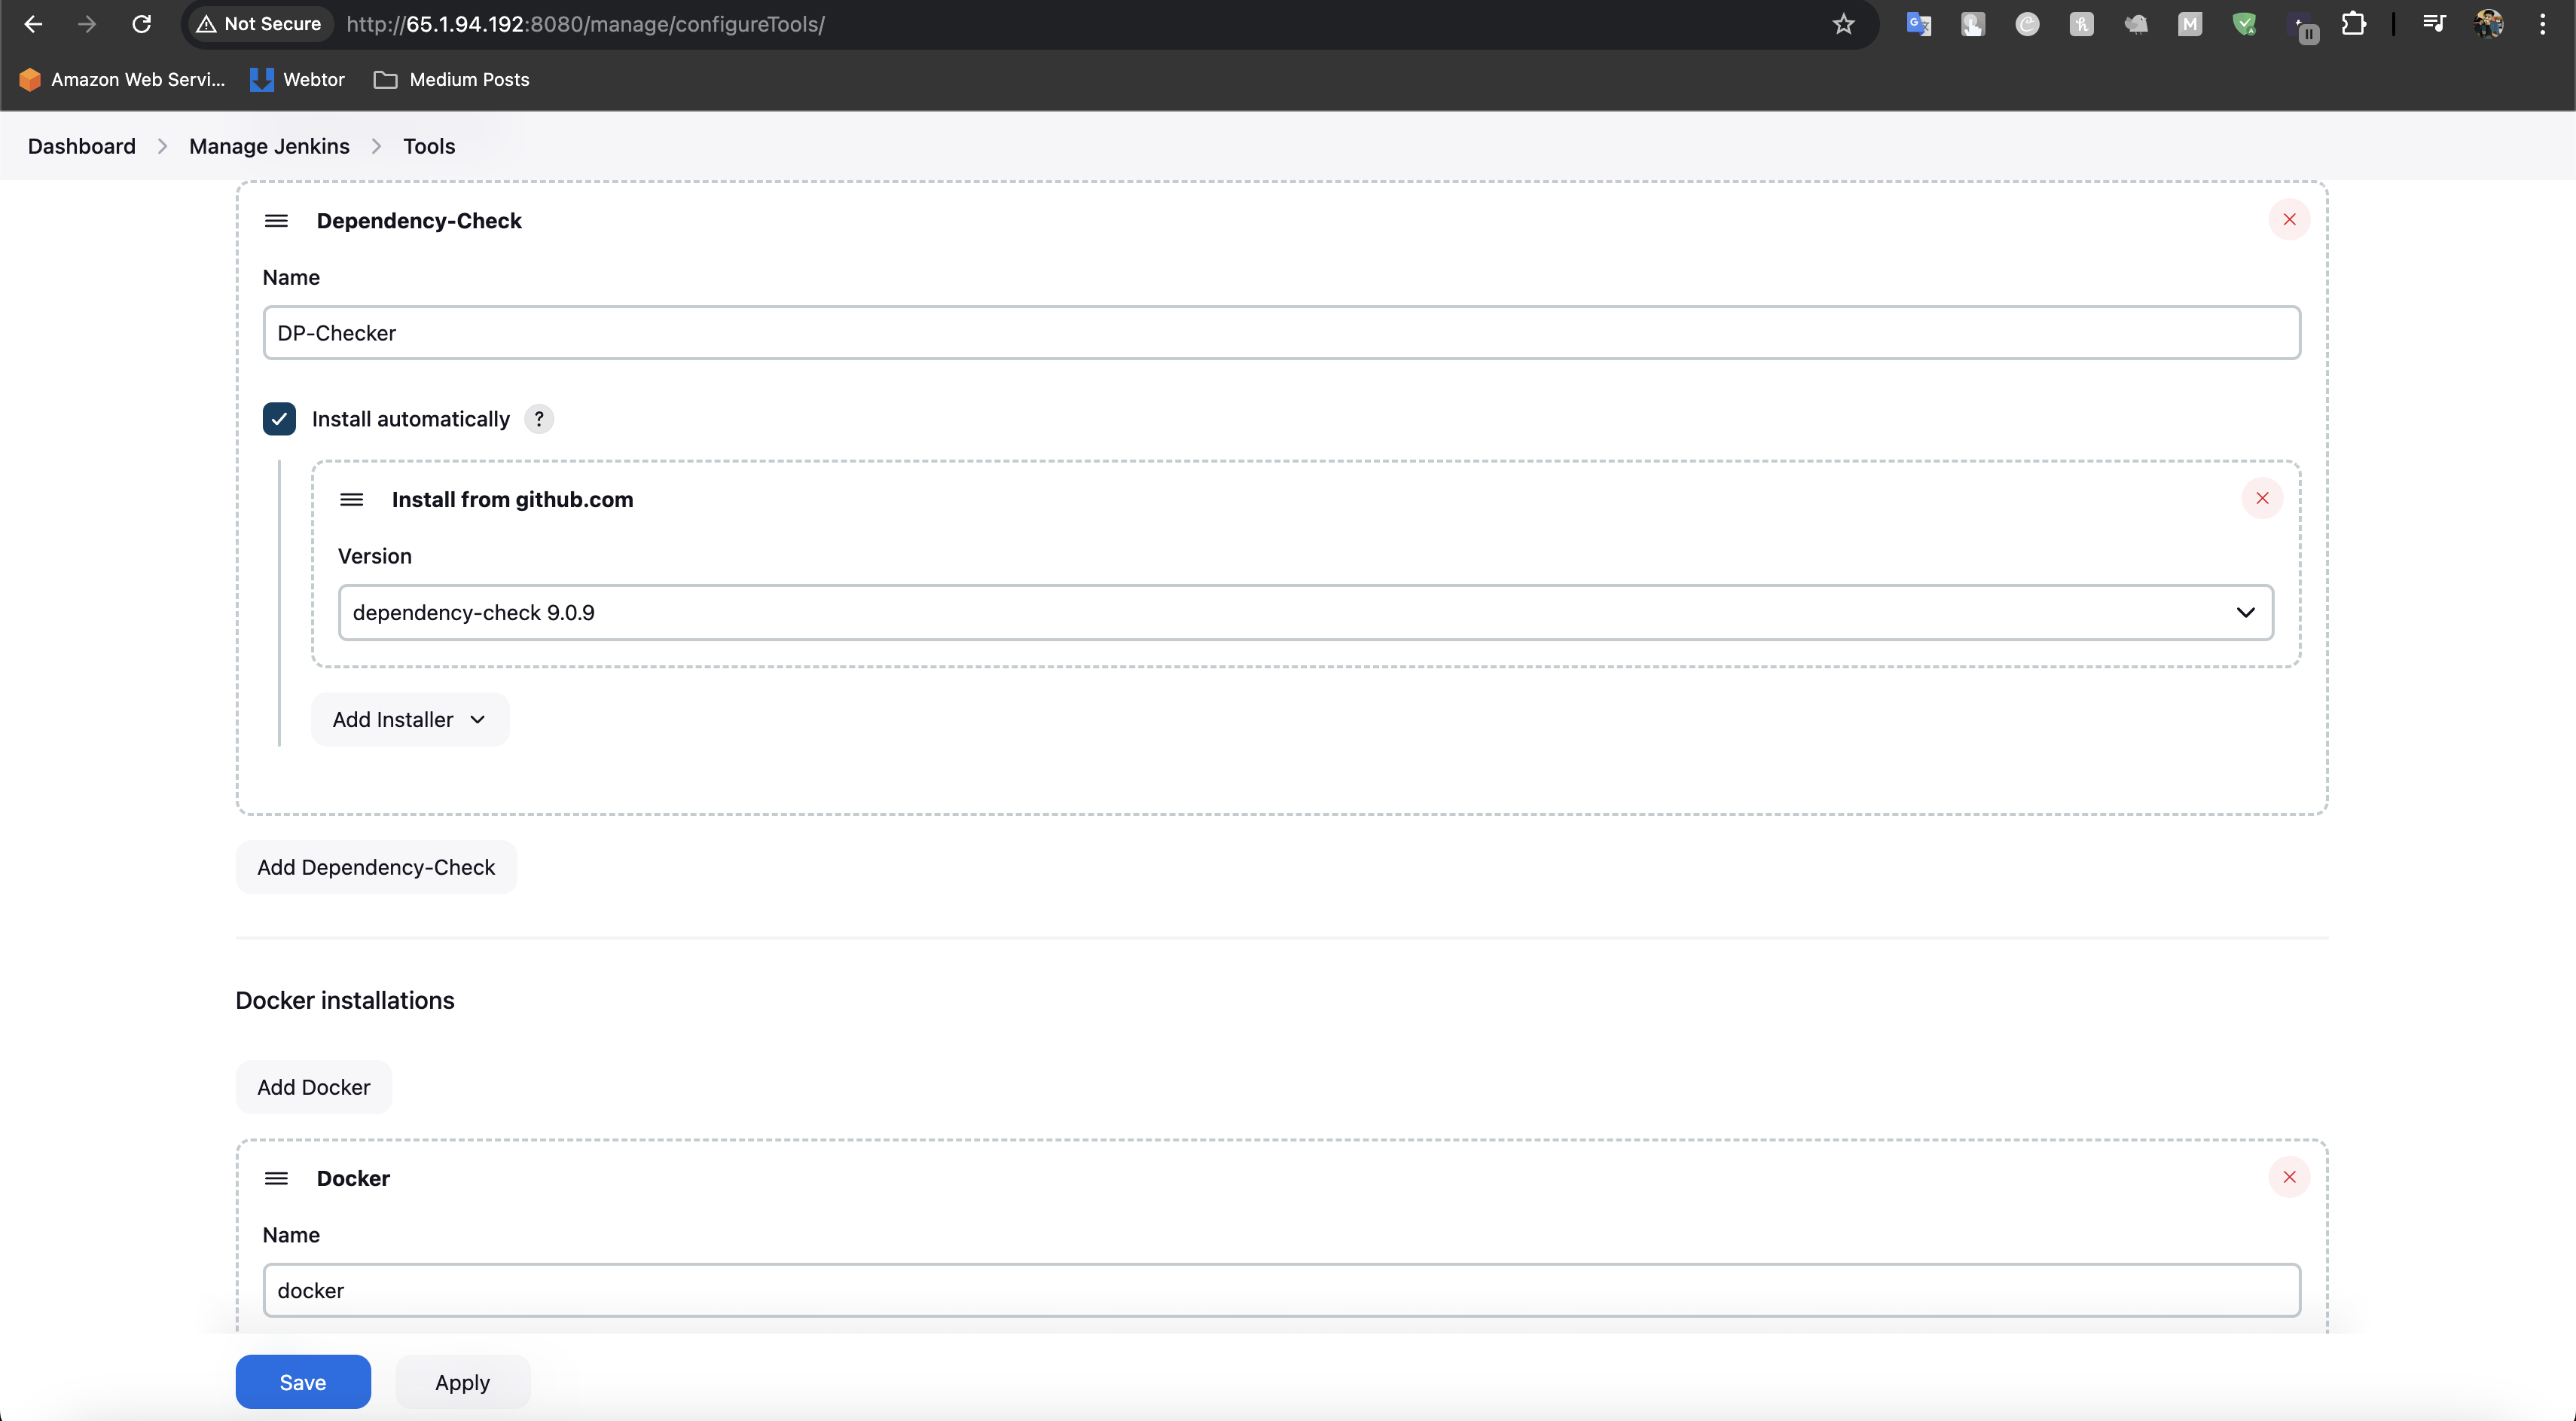 Not Secure http://65.1.94.192:8080/manage/configureTools/
Amazon Web Servi... Webtor Medium Posts
Dashboard Manage Jenkins Tools
Dependency-Check
Name
DP-Checker
Install automatically ?
Install from github.com
Version
dependency-check 9.0.9
Add Installer
Add Dependency-Check
Docker installations
Add Docker
Docker
Name
docker
Save Apply